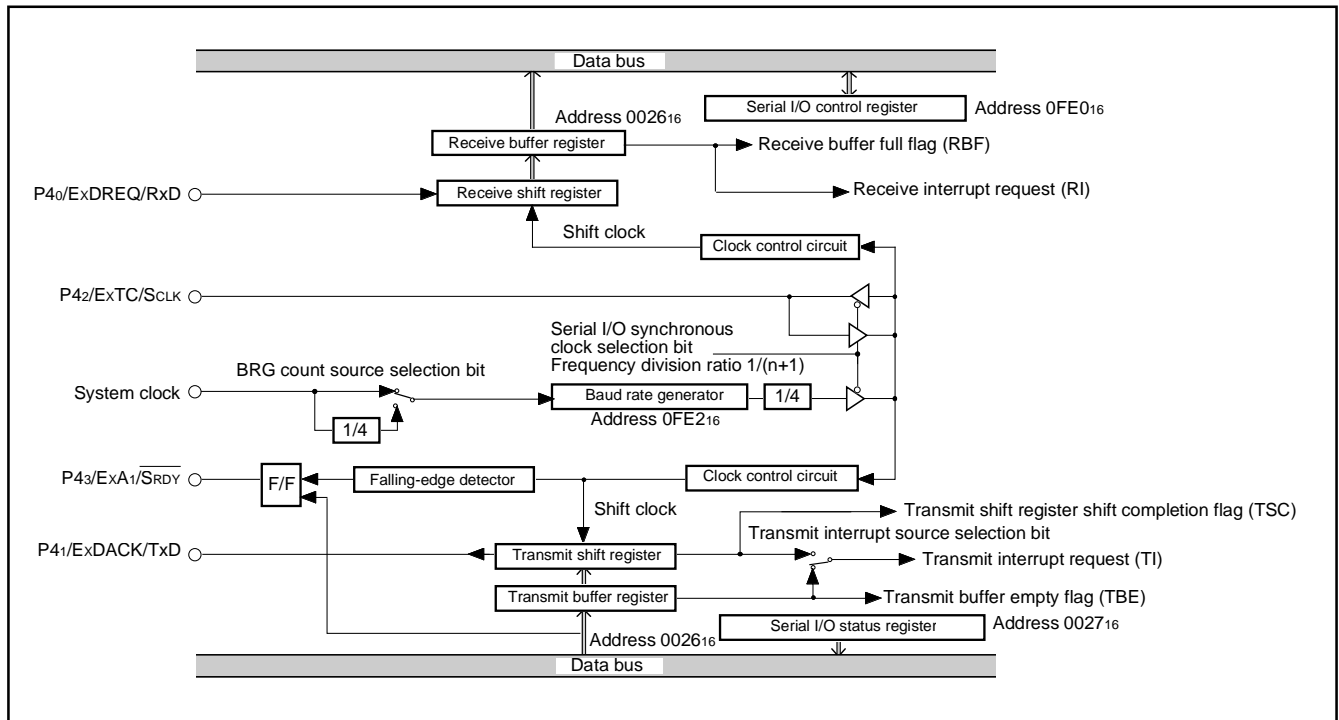 Data bus
Serial I/O control register
Address 0FE0₁₆
Address 0026₁₆
Receive buffer register
Receive buffer full flag (RBF)
P4₀/ExDREQ/RxD
Receive shift register
Receive interrupt request (RI)
Shift clock
Clock control circuit
P4₂/ExTC/SCLK
Serial I/O synchronous
clock selection bit
Frequency division ratio 1/(n+1)
BRG count source selection bit
System clock
Baud rate generator
1/4
Address 0FE2₁₆
1/4
P4₃/ExA₁/S̅R̅D̅Y̅
F/F
Falling-edge detector
Clock control circuit
Shift clock
Transmit shift register shift completion flag (TSC)
Transmit interrupt source selection bit
P4₁/ExDACK/TxD
Transmit shift register
Transmit interrupt request (TI)
Transmit buffer register
Transmit buffer empty flag (TBE)
Address 0026₁₆
Serial I/O status register
Address 0027₁₆
Data bus